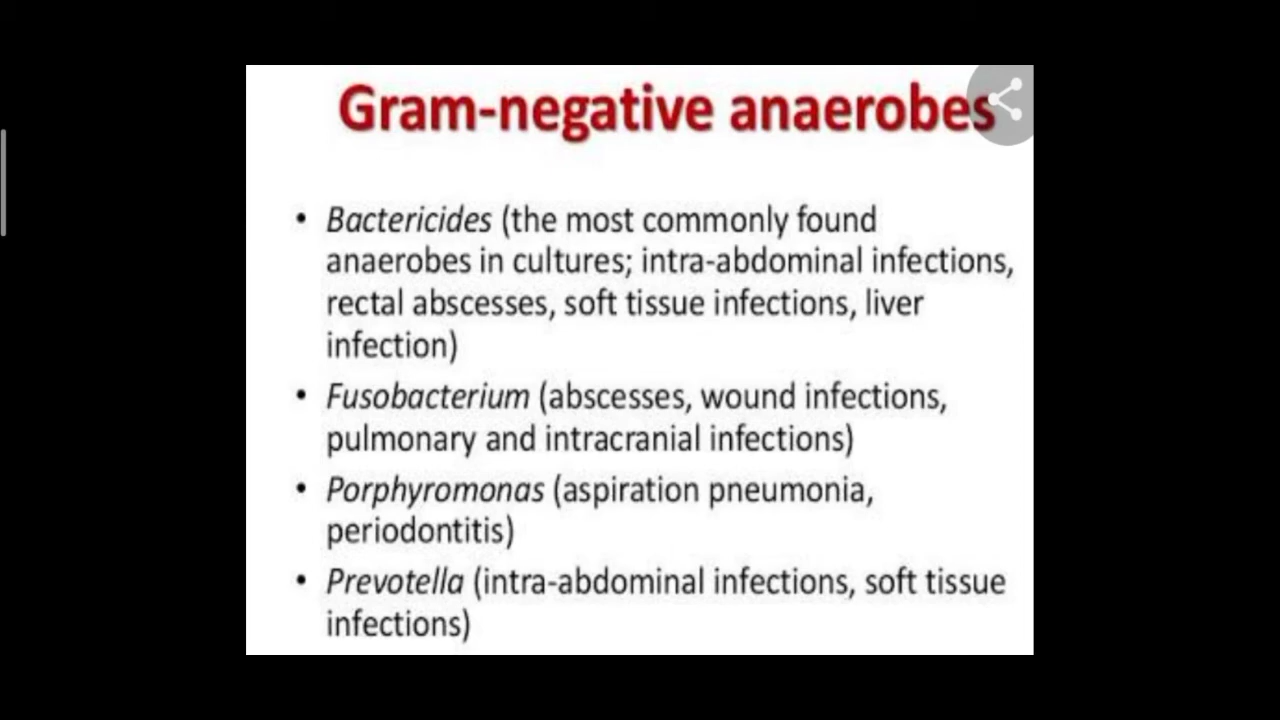 Gram-negative anaerobes
• Bactericides (the most commonly found
anaerobes in cultures; intra-abdominal infections,
rectal abscesses, soft tissue infections, liver
infection)
• Fusobacterium (abscesses, wound infections,
pulmonary and intracranial infections)
• Porphyromonas (aspiration pneumonia,
periodontitis)
• Prevotella (intra-abdominal infections, soft tissue
infections)